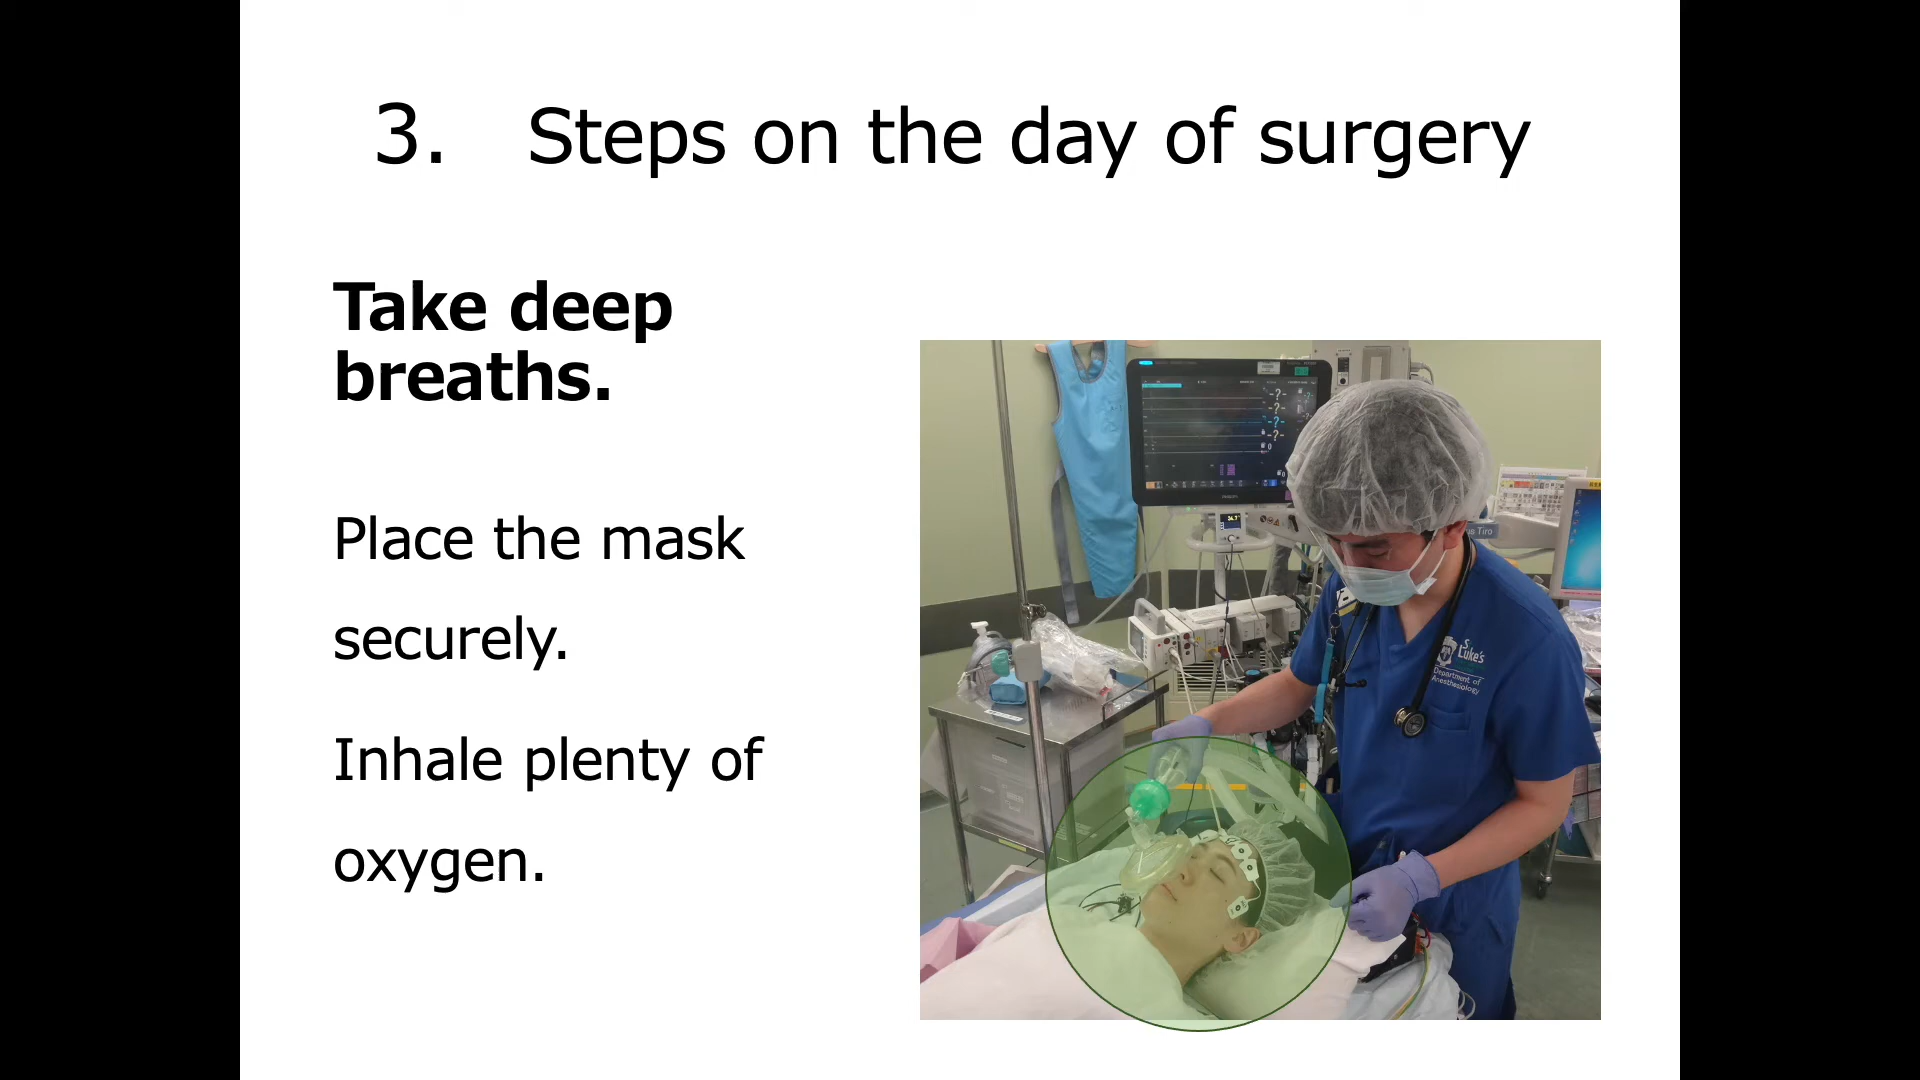 3. Steps on the day of surgery
Take deep
breaths.
Place the mask
securely.
Inhale plenty of
oxygen.
St
Luke's
Department of
Anesthesiology